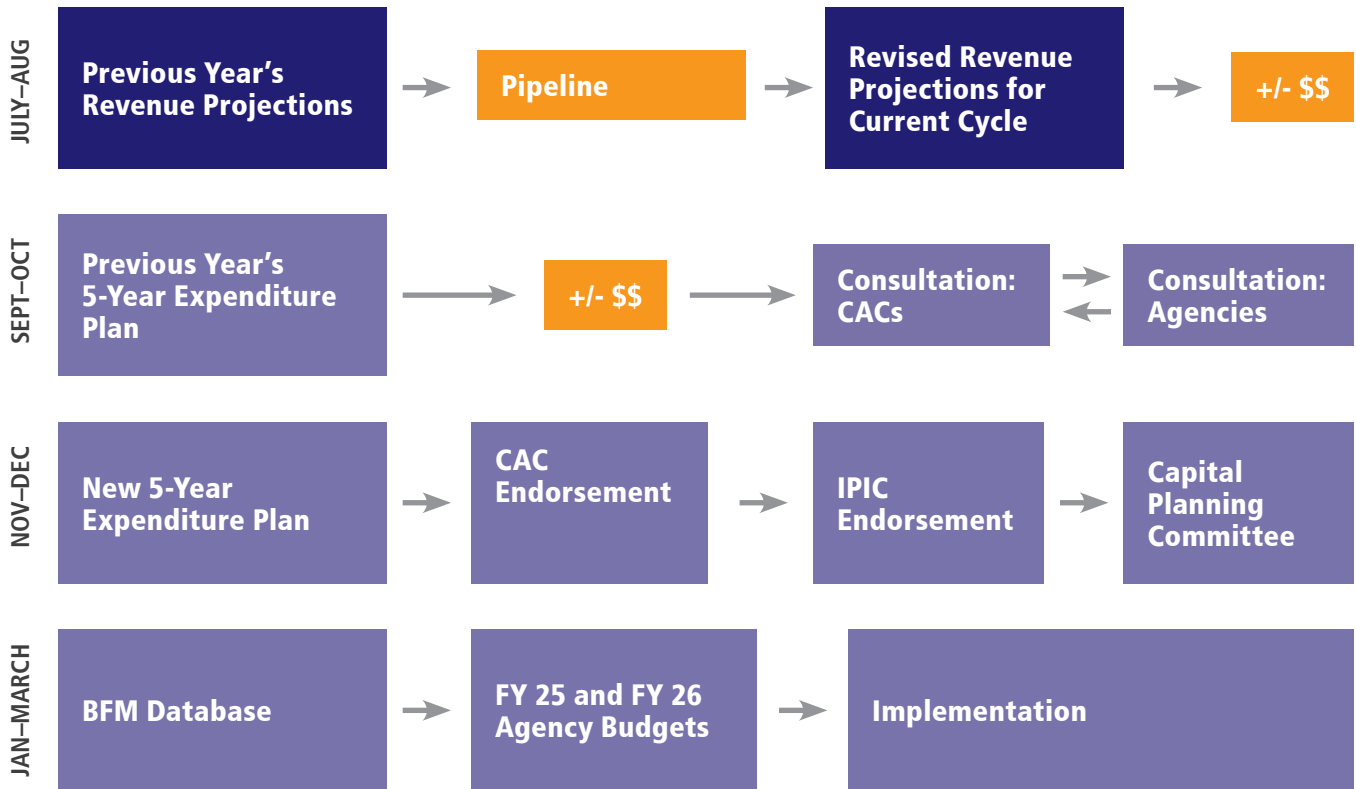 JULY–AUG
Previous Year’s
Revenue Projections
Pipeline
Revised Revenue
Projections for
Current Cycle
+/- $$
SEPT–OCT
Previous Year’s
5-Year Expenditure
Plan
+/- $$
Consultation:
CACs
Consultation:
Agencies
NOV–DEC
New 5-Year
Expenditure Plan
CAC
Endorsement
IPIC
Endorsement
Capital
Planning
Committee
JAN–MARCH
BFM Database
FY 25 and FY 26
Agency Budgets
Implementation